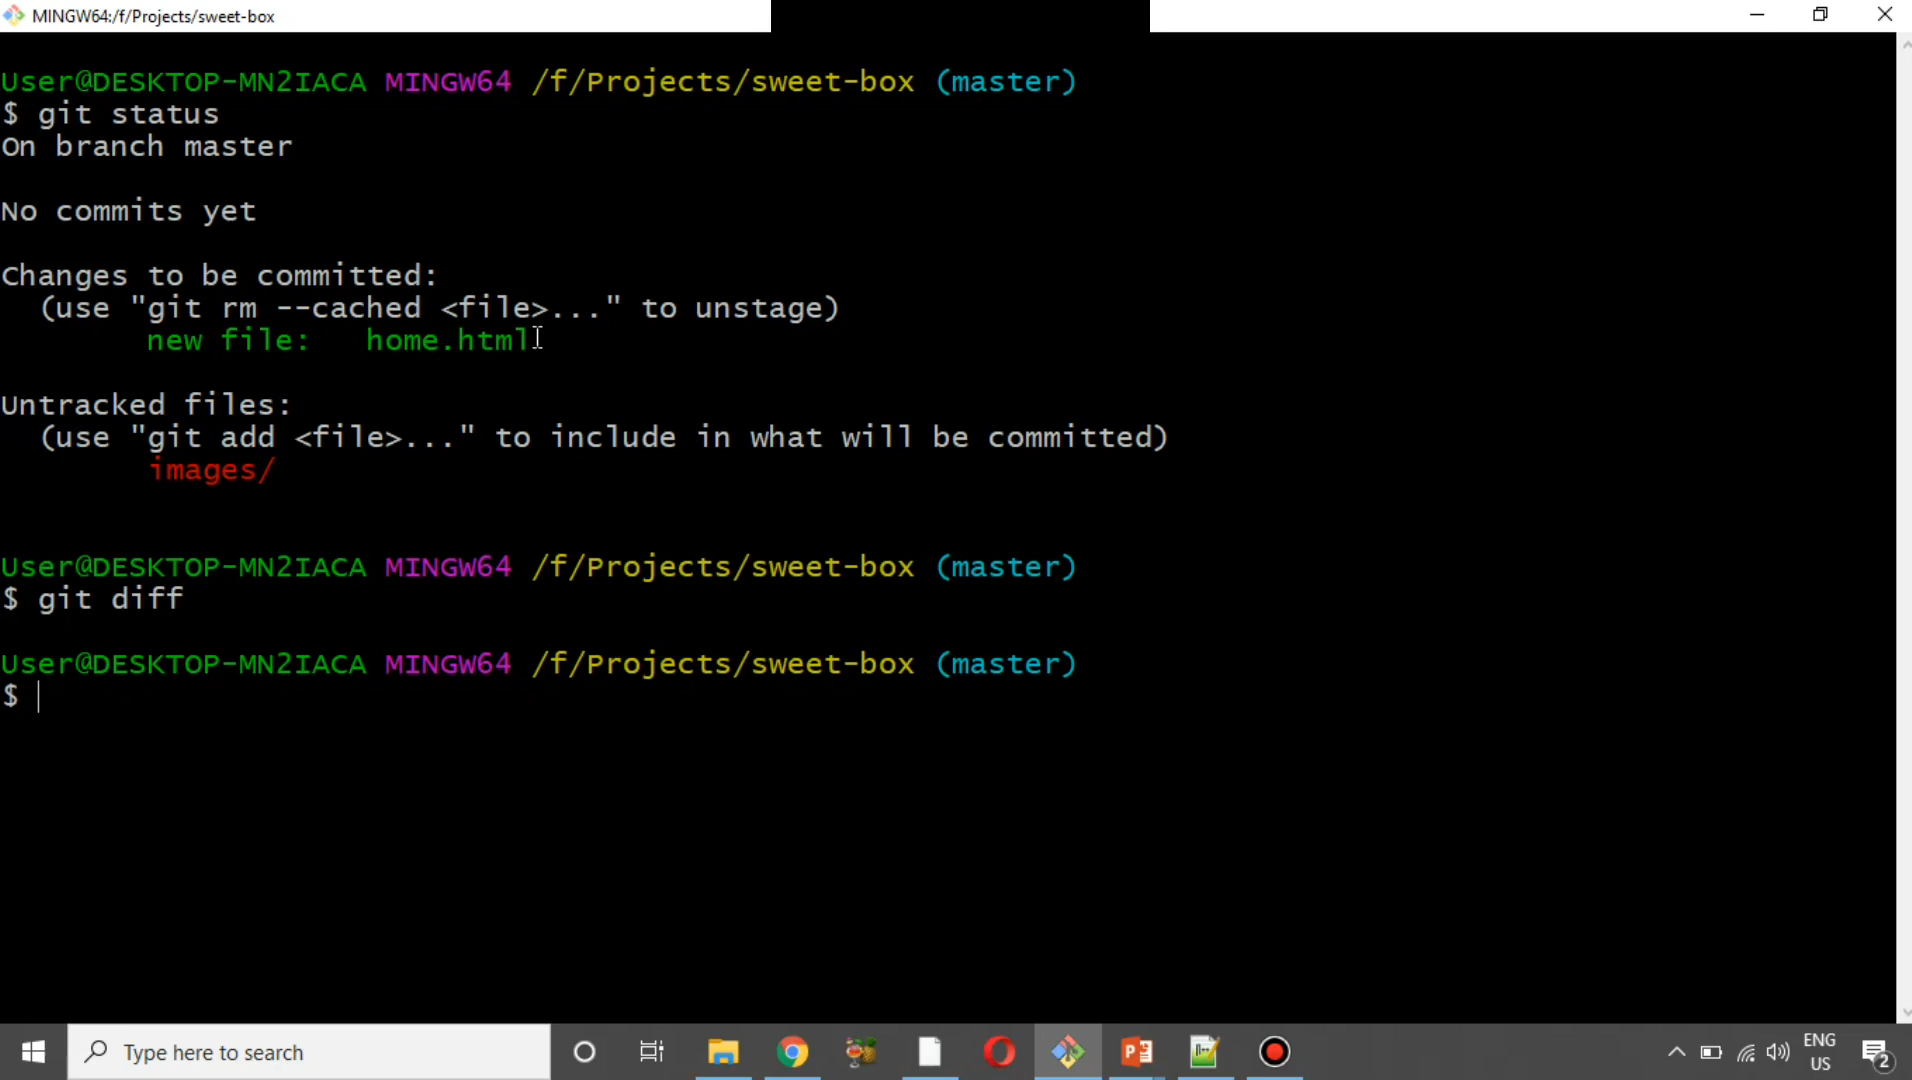 MINGW64:/f/Projects/sweet-box
User@DESKTOP-MN2IACA MINGW64 /f/Projects/sweet-box (master)
$ git status
On branch master
No commits yet
Changes to be committed:
(use "git rm --cached <file>..." to unstage)
new file: home.html
Untracked files:
(use "git add <file>..." to include in what will be committed)
images/
User@DESKTOP-MN2IACA MINGW64 /f/Projects/sweet-box (master)
$ git diff
User@DESKTOP-MN2IACA MINGW64 /f/Projects/sweet-box (master)
$
Type here to search
ENG
US
2